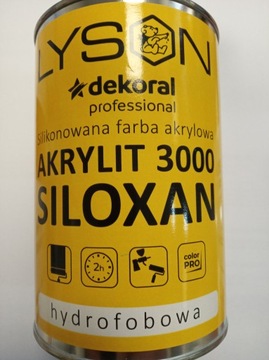 LYSON
dekoral
professional
Silikonowana farba akrylowa
AKRYLIT 3000
SILOXAN
2h
color
PRO
hydrofobowa